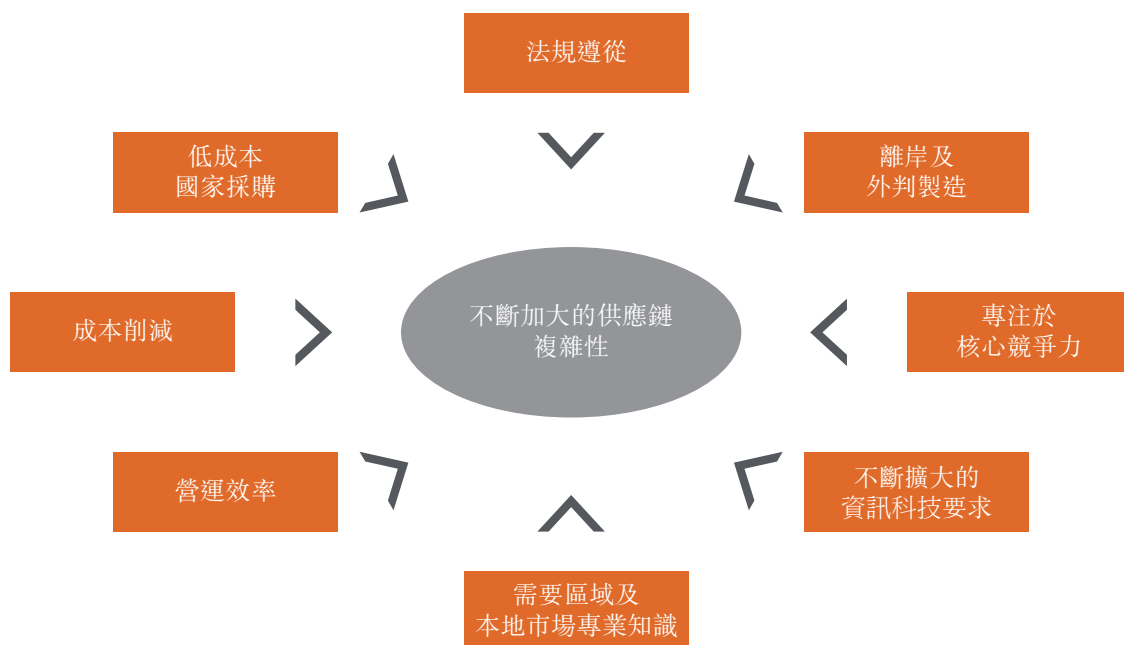 法規遵從
低成本
國家採購
離岸及
外判製造
成本削減
不斷加大的供應鏈
複雜性
專注於
核心競爭力
營運效率
不斷擴大的
資訊科技要求
需要區域及
本地市場專業知識